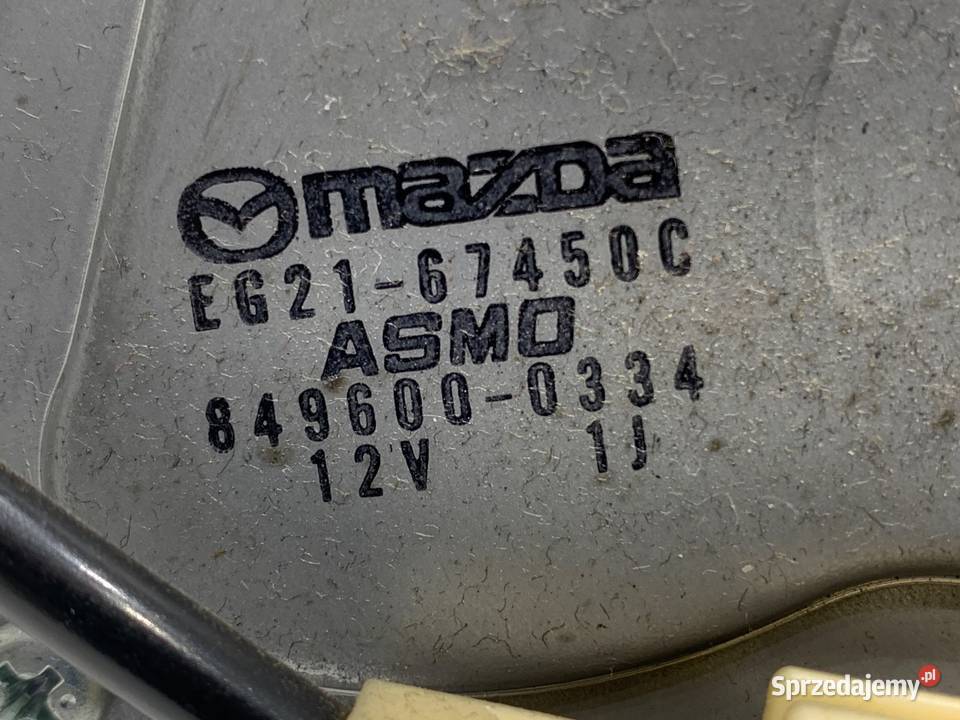 mazda
EG21-67450C
ASMO
849600-0334
12V 1J
Sprzedajemy.pl